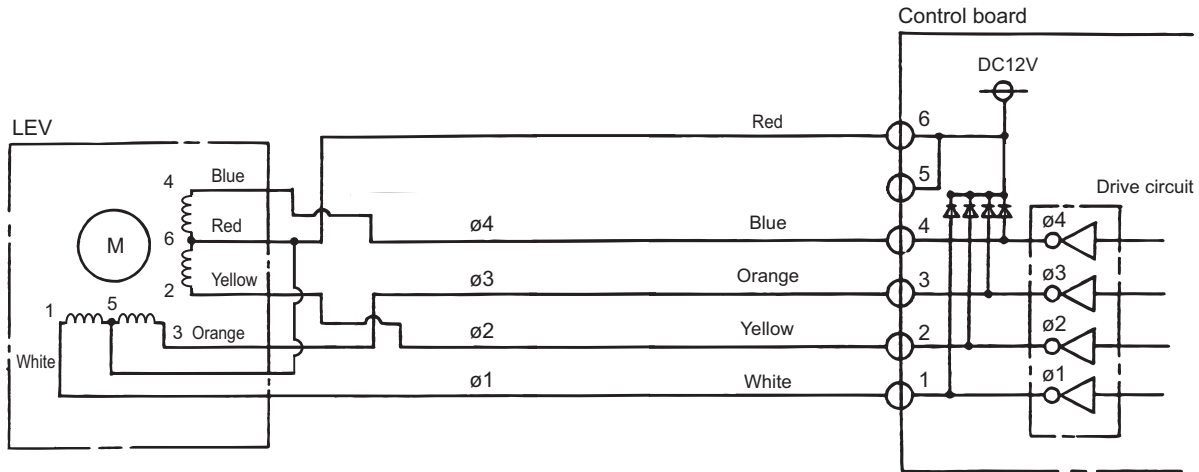 Control board
DC12V
LEV
Red
6
5
4 Blue
Drive circuit
Red
6
ø4
Blue
4
ø4
M
Yellow
2
ø3
Orange
3
ø3
1
5
3 Orange
ø2
Yellow
2
ø2
White
ø1
White
1
ø1